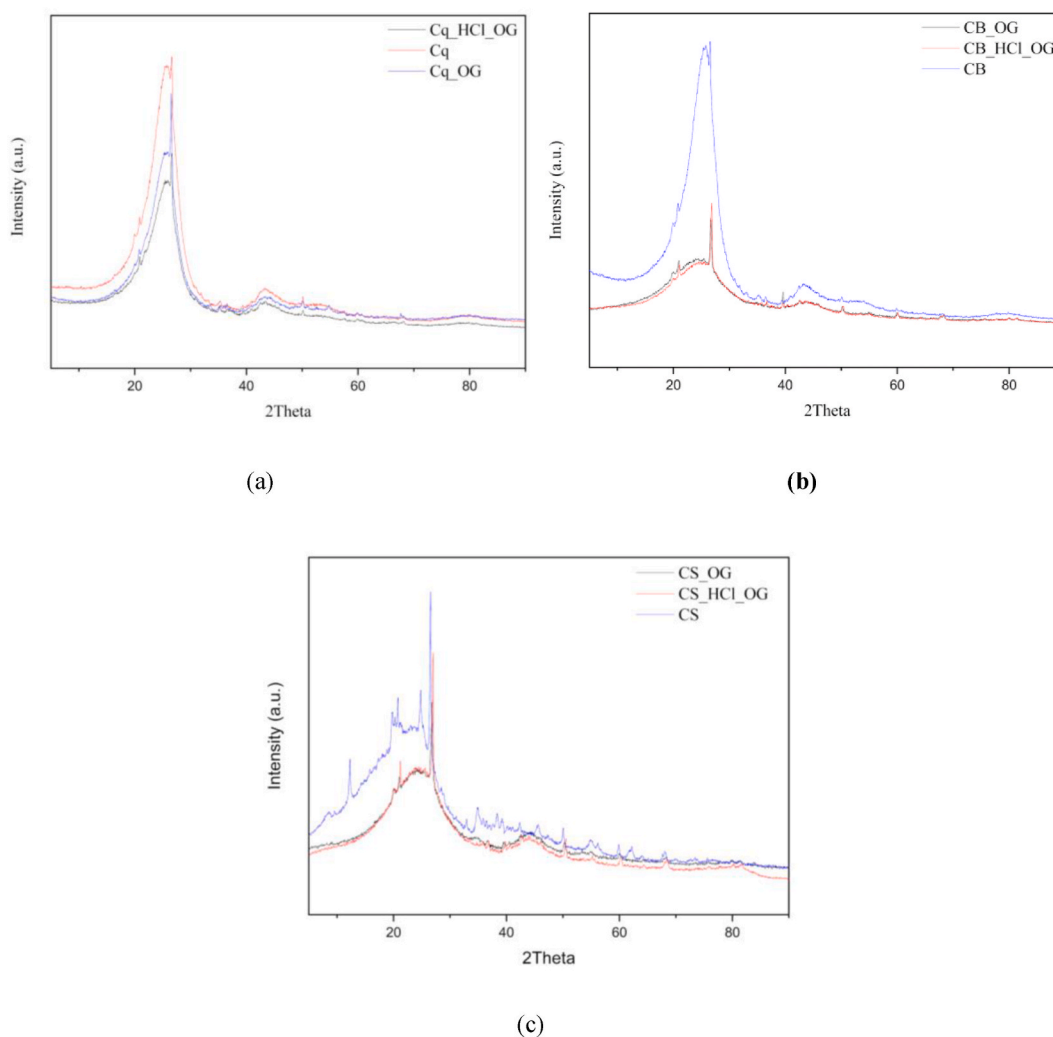 Cq_HCl_OG
Cq
Cq_OG
Intensity (a.u.)
20
40
60
80
2Theta
(a)
CB_OG
CB_HCl_OG
CB
Intensity (a.u.)
20
40
60
80
2Theta
(b)
CS_OG
CS_HCl_OG
CS
Intensity (a.u.)
20
40
60
80
2Theta
(c)